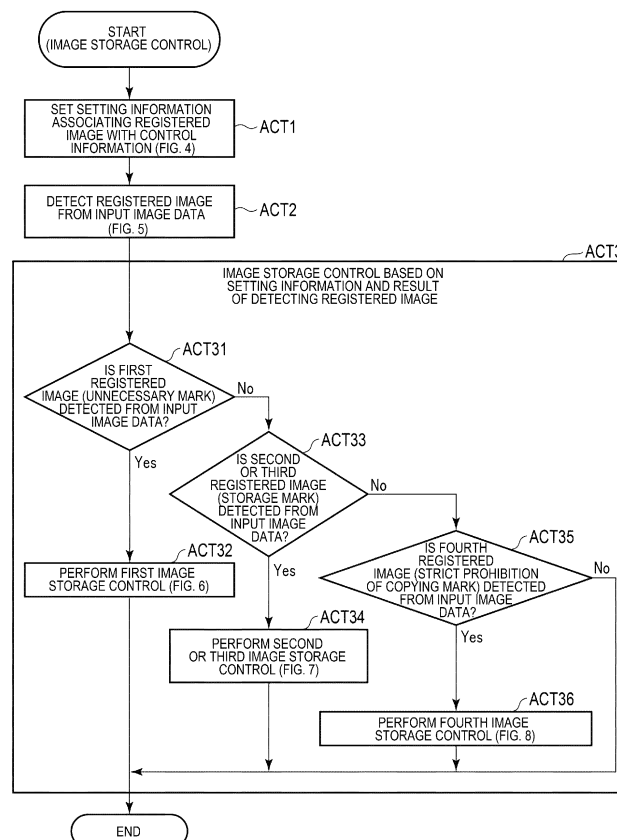 START
(IMAGE STORAGE CONTROL)
SET SETTING INFORMATION
ASSOCIATING REGISTERED
IMAGE WITH CONTROL
INFORMATION (FIG. 4)
ACT1
DETECT REGISTERED IMAGE
FROM INPUT IMAGE DATA
(FIG. 5)
ACT2
ACT3
IMAGE STORAGE CONTROL BASED ON
SETTING INFORMATION AND RESULT
OF DETECTING REGISTERED IMAGE
ACT31
IS FIRST
REGISTERED
IMAGE (UNNECESSARY MARK)
DETECTED FROM INPUT
IMAGE DATA?
No
Yes
ACT33
IS SECOND
OR THIRD
REGISTERED IMAGE
(STORAGE MARK)
DETECTED FROM
INPUT IMAGE
DATA?
No
Yes
ACT35
IS FOURTH
REGISTERED
IMAGE (STRICT PROHIBITION
OF COPYING MARK) DETECTED
FROM INPUT IMAGE
DATA?
No
Yes
ACT32
PERFORM FIRST IMAGE
STORAGE CONTROL (FIG. 6)
ACT34
PERFORM SECOND
OR THIRD IMAGE STORAGE
CONTROL (FIG. 7)
ACT36
PERFORM FOURTH IMAGE
STORAGE CONTROL (FIG. 8)
END